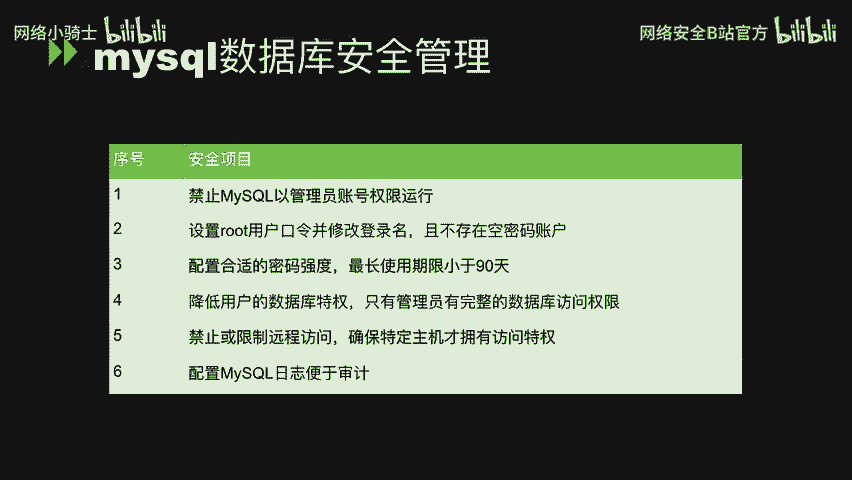 网络小骑士 bilibili
网络安全B站官方 bilibili
mysql数据库安全管理
序号 安全项目
1 禁止MySQL以管理员账号权限运行
2 设置root用户口令并修改登录名，且不存在空密码账户
3 配置合适的密码强度，最长使用期限小于90天
4 降低用户的数据库特权，只有管理员有完整的数据库访问权限
5 禁止或限制远程访问，确保特定主机才拥有访问特权
6 配置MySQL日志便于审计